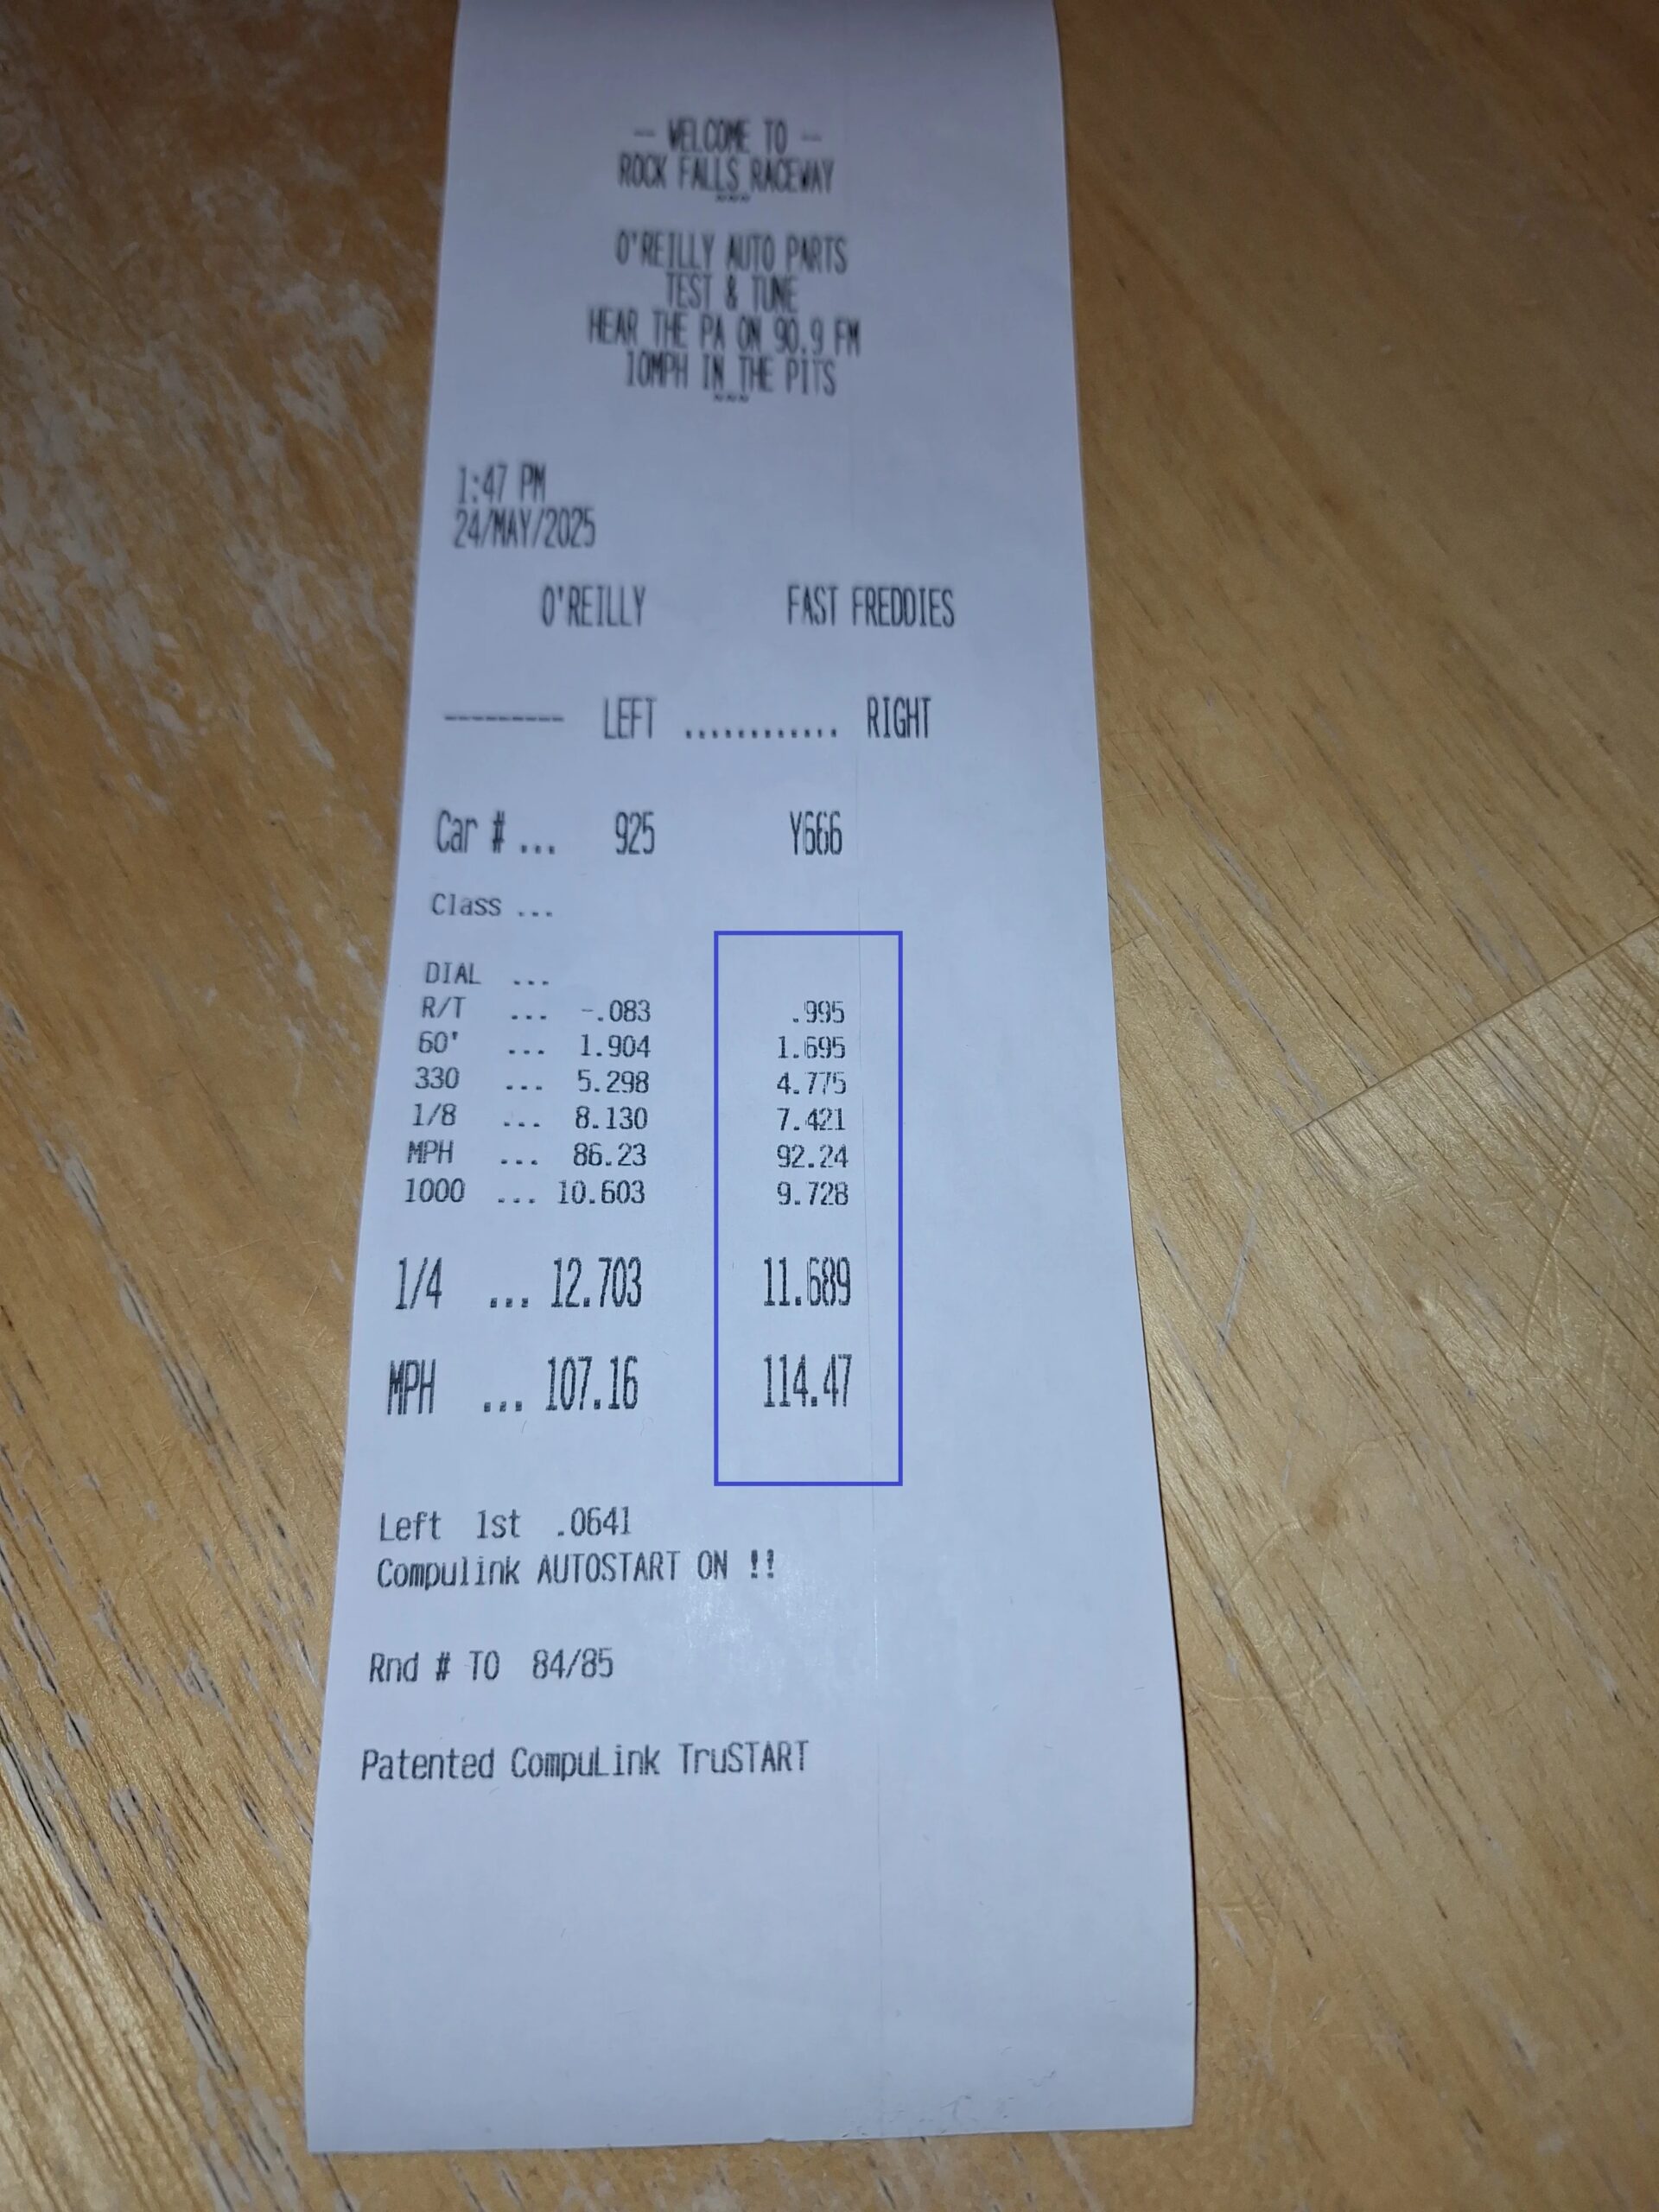 -- WELCOME TO --
ROCK FALLS RACEWAY
~~~
O'REILLY AUTO PARTS
TEST & TUNE
HEAR THE PA ON 90.9 FM
10MPH IN THE PITS
~~~
1:47 PM
24/MAY/2025
O'REILLY FAST FREDDIES
--------- LEFT ............ RIGHT
Car # ... 925 Y666
Class ...
DIAL ...
R/T ... -.083 .995
60' ... 1.904 1.695
330 ... 5.298 4.775
1/8 ... 8.130 7.421
MPH ... 86.23 92.24
1000 ... 10.603 9.728
1/4 ... 12.703 11.689
MPH ... 107.16 114.47
Left 1st .0641
Compulink AUTOSTART ON !!
Rnd # TO 84/85
Patented CompuLink TruSTART